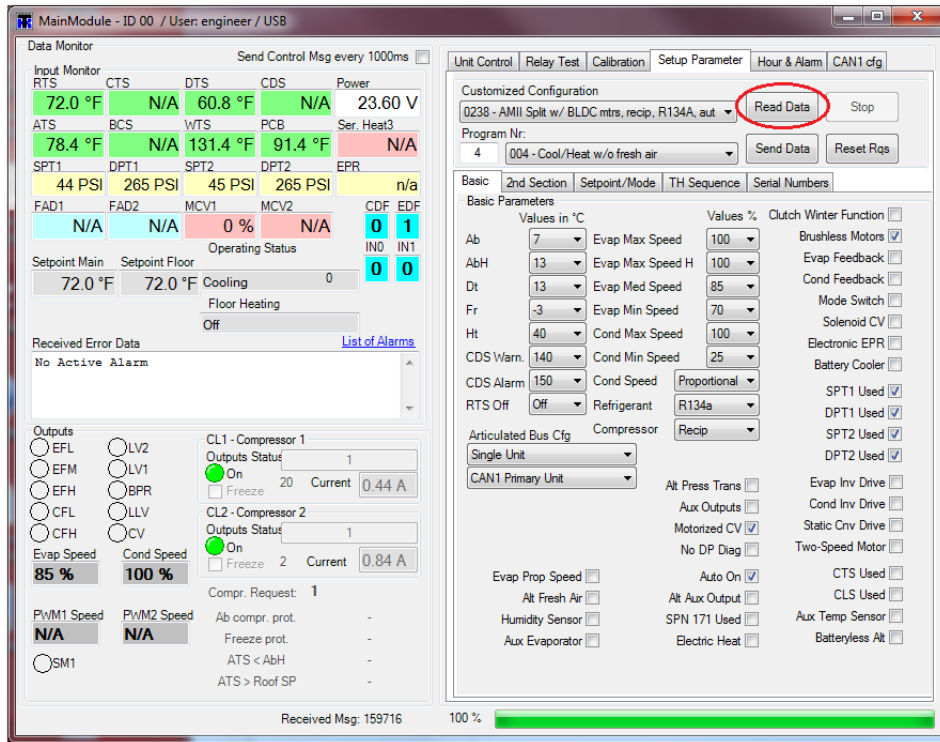 MainModule - ID 00 / User: engineer / USB
Data Monitor
Send Control Msg every 1000ms
Input Monitor
RTS CTS DTS CDS Power
72.0 °F N/A 60.8 °F N/A 23.60 V
ATS BCS WTS PCB Ser. Heat3
78.4 °F N/A 131.4 °F 91.4 °F N/A
SPT1 DPT1 SPT2 DPT2 EPR
44 PSI 265 PSI 45 PSI 265 PSI n/a
FAD1 FAD2 MCV1 MCV2 CDF EDF
N/A N/A 0 % N/A 0 1
Operating Status IN0 IN1
Setpoint Main Setpoint Floor 0 0
72.0 °F 72.0 °F Cooling 0
Floor Heating
Off
Received Error Data List of Alarms
No Active Alarm
Outputs
EFL LV2
EFM LV1
EFH BPR
CFL LLV
CFH CV
Evap Speed Cond Speed
85 % 100 %
PWM1 Speed PWM2 Speed
N/A N/A
SM1
CL1 - Compressor 1
Outputs Status 1
On
Freeze 20 Current 0.44 A
CL2 - Compressor 2
Outputs Status 1
On
Freeze 2 Current 0.84 A
Compr. Request: 1
Ab compr. prot. -
Freeze prot. -
ATS < AbH -
ATS > Roof SP -
Received Msg: 159716
Unit Control Relay Test Calibration Setup Parameter Hour & Alarm CAN1 cfg
Customized Configuration
0238 - AMII Split w/ BLDC mtrs, recip, R134A, aut Read Data Stop
Program Nr:
4 004 - Cool/Heat w/o fresh air Send Data Reset Rqs
Basic 2nd Section Setpoint/Mode TH Sequence Serial Numbers
Basic Parameters
Values in °C Values %
Ab 7 Evap Max Speed 100
AbH 13 Evap Max Speed H 100
Dt 13 Evap Med Speed 85
Fr -3 Evap Min Speed 70
Ht 40 Cond Max Speed 100
CDS Warn. 140 Cond Min Speed 25
CDS Alarm 150 Cond Speed Proportional
RTS Off Off Refrigerant R134a
Articulated Bus Cfg Compressor Recip
Single Unit
CAN1 Primary Unit
Clutch Winter Function
Brushless Motors
Evap Feedback
Cond Feedback
Mode Switch
Solenoid CV
Electronic EPR
Battery Cooler
SPT1 Used
DPT1 Used
SPT2 Used
DPT2 Used
Alt Press Trans Evap Inv Drive
Aux Outputs Cond Inv Drive
Motorized CV Static Cnv Drive
No DP Diag Two-Speed Motor
Evap Prop Speed Auto On CTS Used
Alt Fresh Air Alt Aux Output CLS Used
Humidity Sensor SPN 171 Used Aux Temp Sensor
Aux Evaporator Electric Heat Batteryless Alt
100 %